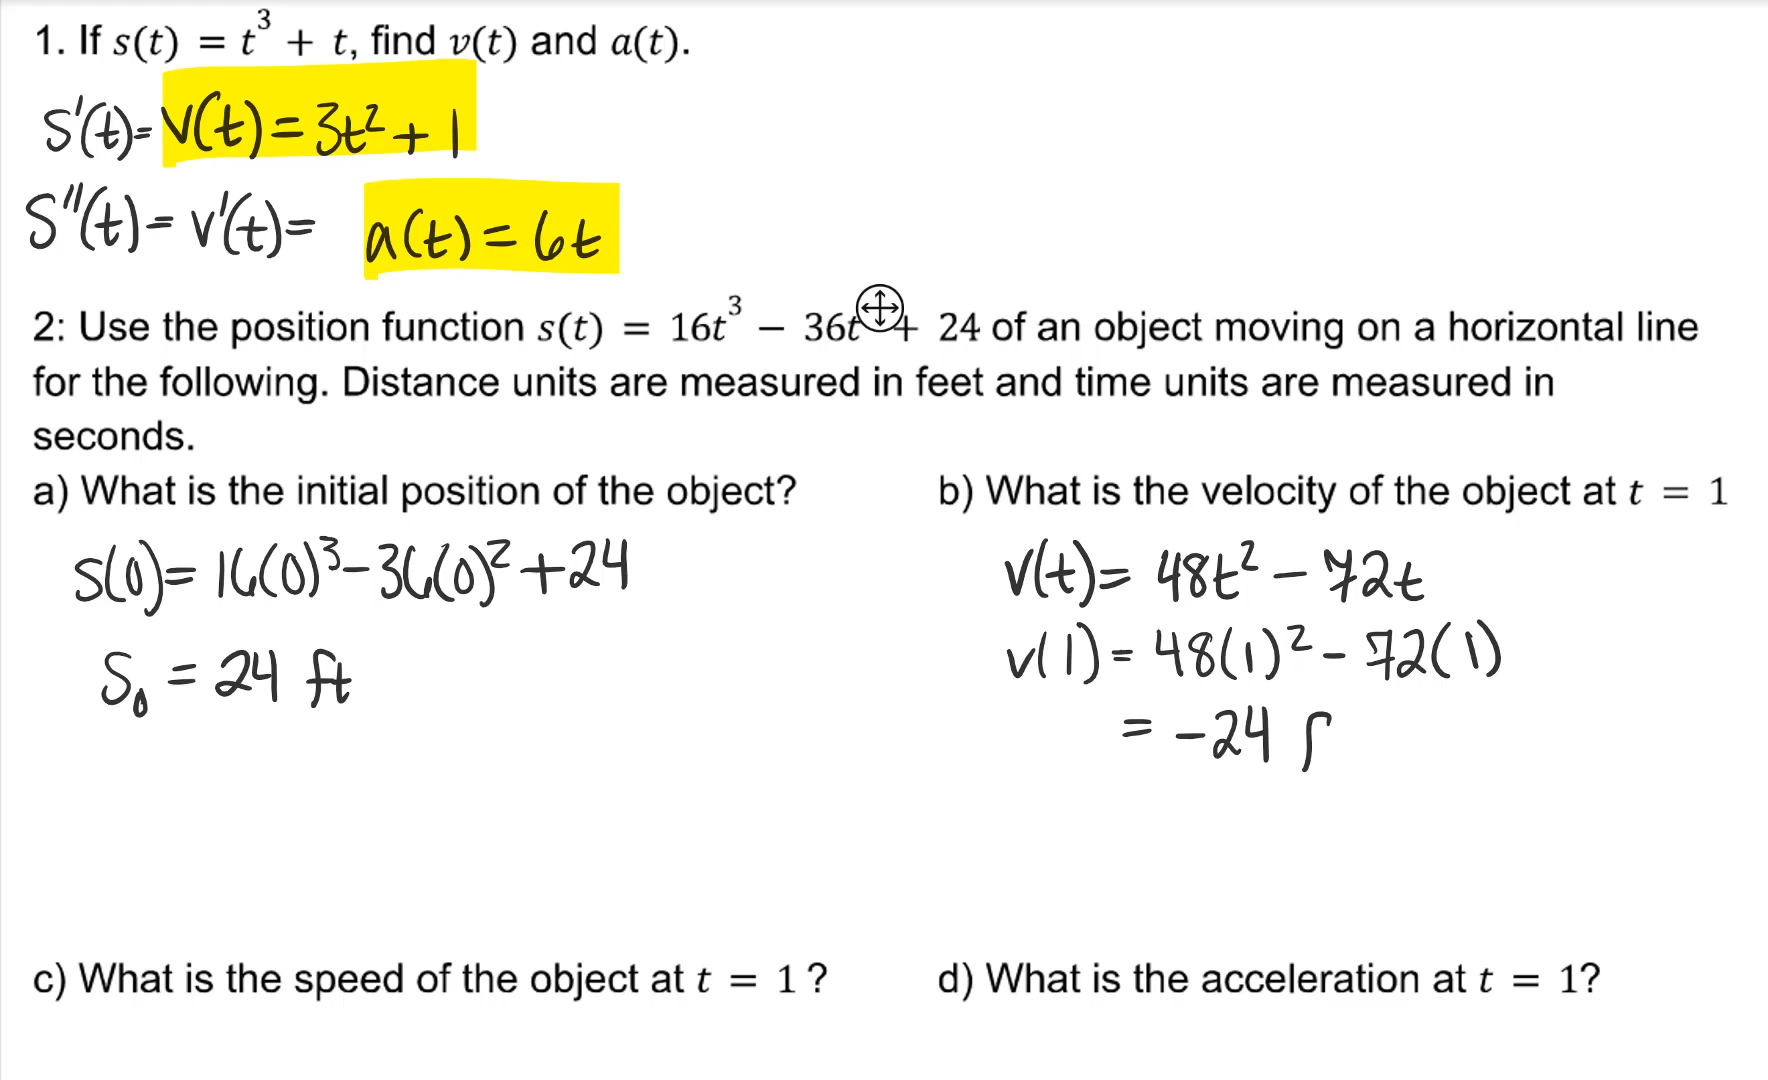 1. If s(t) = t³ + t, find v(t) and a(t).
s'(t)= v(t) = 3t² + 1
s"(t) = v'(t)= a(t) = 6t
2: Use the position function s(t) = 16t³ − 36t + 24 of an object moving on a horizontal line
for the following. Distance units are measured in feet and time units are measured in
seconds.
a) What is the initial position of the object?
s(0)= 16(0)³-36(0)²+24
s₀ = 24 ft
b) What is the velocity of the object at t = 1
v(t)= 48t² - 72t
v(1) = 48(1)² - 72(1)
= -24
c) What is the speed of the object at t = 1?
d) What is the acceleration at t = 1?